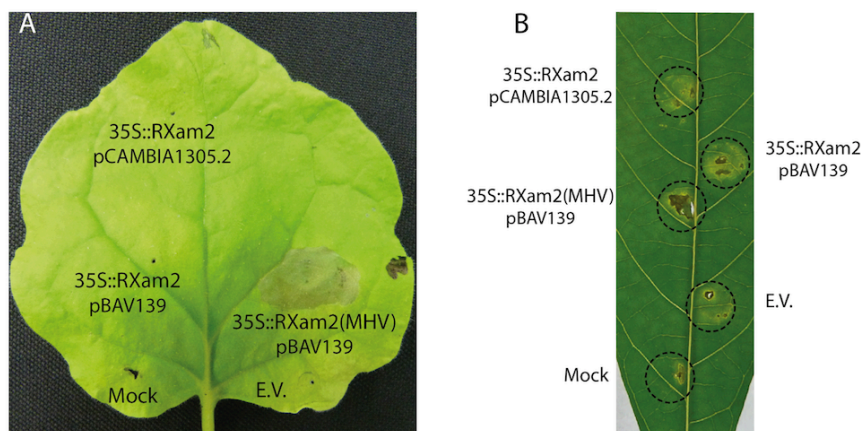 A
35S::RXam2
pCAMBIA1305.2
35S::RXam2
pBAV139
35S::RXam2(MHV)
pBAV139
Mock
E.V.
B
35S::RXam2
pCAMBIA1305.2
35S::RXam2
pBAV139
35S::RXam2(MHV)
pBAV139
E.V.
Mock